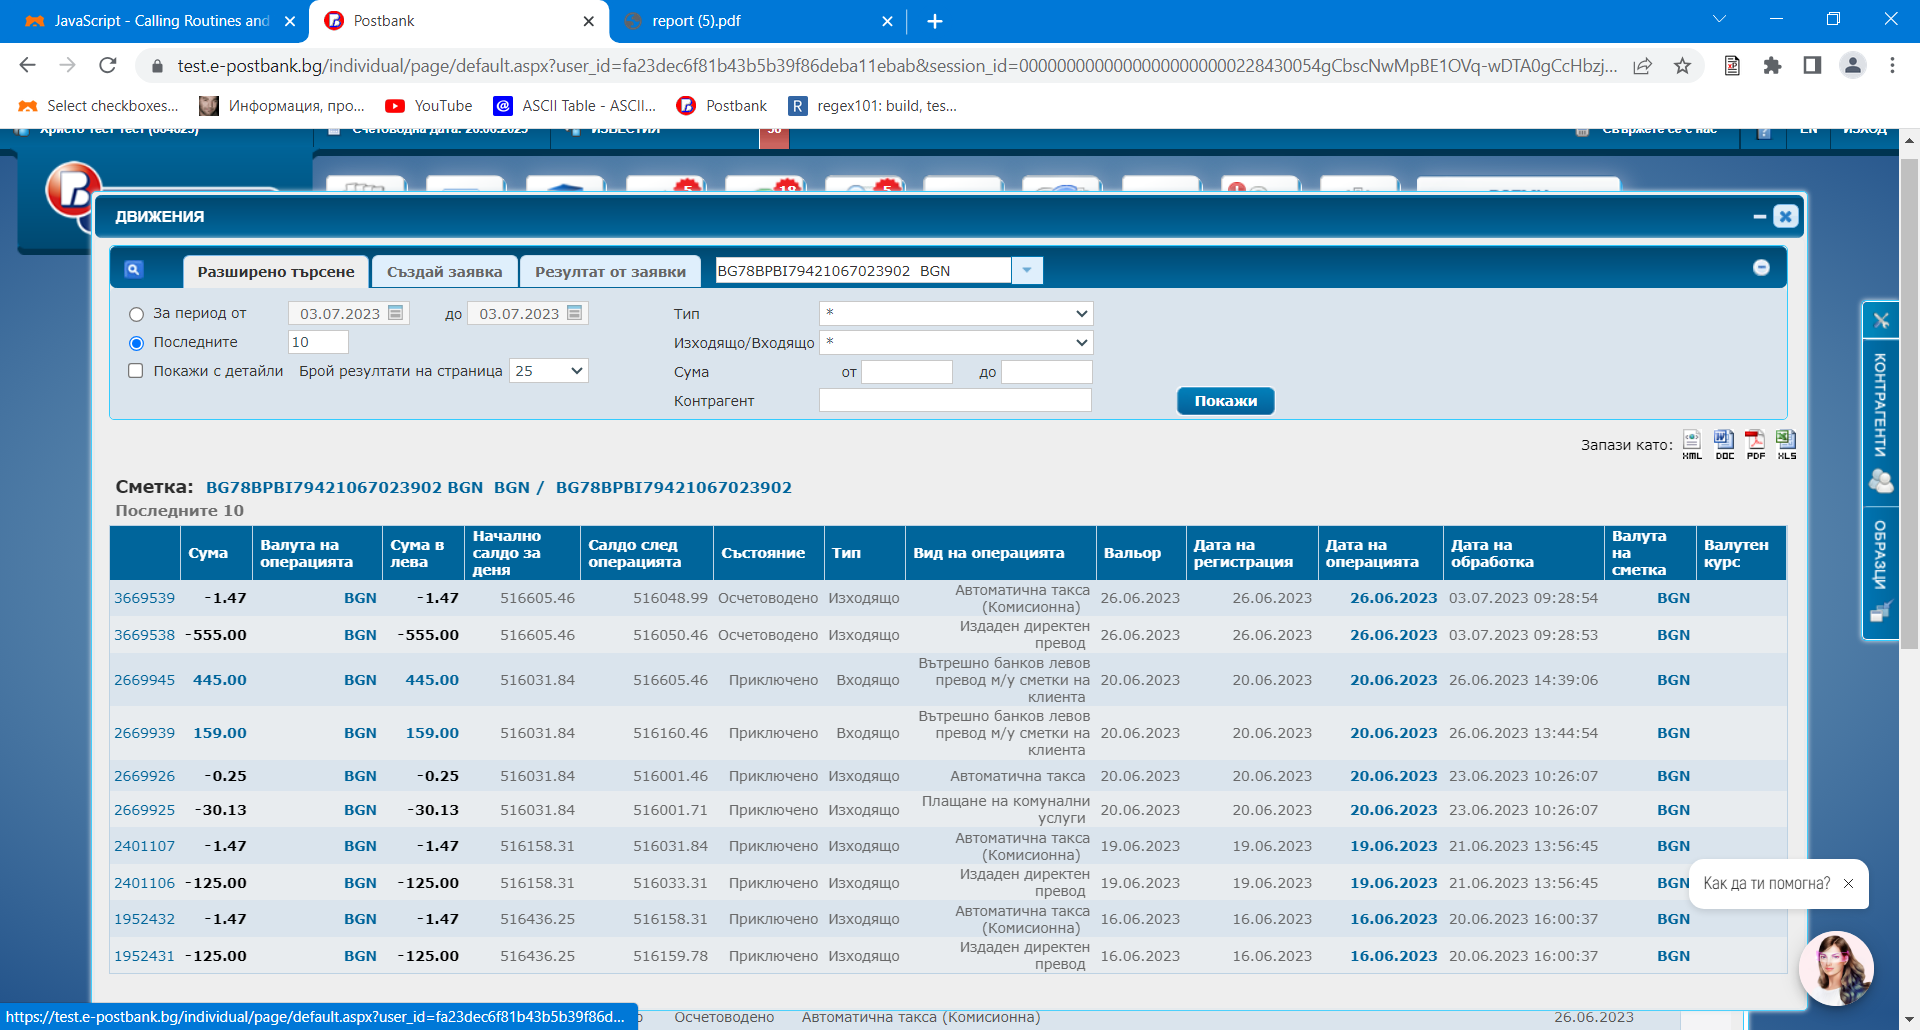 JavaScript - Calling Routines and
Postbank
report (5).pdf
test.e-postbank.bg/individual/page/default.aspx?user_id=fa23dec6f81b43b5b39f86deba11ebab&session_id=0000000000000000000000228430054gCbscNwMpBE1OVq-wDTA0gCcHbzj...
Select checkboxes...
Информация, про...
YouTube
ASCII Table - ASCII...
Postbank
regex101: build, tes...
Христо Тест Тест (664625)
Счетоводна дата: 26.06.2023
ИЗВЕСТИЯ
38
Свържете се с нас
?
EN
ИЗХОД
5
18
5
ДВИЖЕНИЯ
Разширено търсене
Създай заявка
Резултат от заявки
BG78BPBI79421067023902 BGN
За период от 03.07.2023 до 03.07.2023 Тип *
Последните 10 Изходящо/Входящо *
Покажи с детайли Брой резултати на страница 25 Сума от до
Контрагент Покажи
Запази като: XML DOC PDF XLS
Сметка: BG78BPBI79421067023902 BGN BGN / BG78BPBI79421067023902
Последните 10
Сума | Валута на операцията | Сума в лева | Начално салдо за деня | Салдо след операцията | Състояние | Тип | Вид на операцията | Вальор | Дата на регистрация | Дата на операцията | Дата на обработка | Валута на сметка | Валутен курс
3669539 -1.47 BGN -1.47 516605.46 516048.99 Осчетоводено Изходящо Автоматична такса (Комисионна) 26.06.2023 26.06.2023 26.06.2023 03.07.2023 09:28:54 BGN
3669538 -555.00 BGN -555.00 516605.46 516050.46 Осчетоводено Изходящо Издаден директен превод 26.06.2023 26.06.2023 26.06.2023 03.07.2023 09:28:53 BGN
2669945 445.00 BGN 445.00 516031.84 516605.46 Приключено Входящо Вътрешно банков левов превод м/у сметки на клиента 20.06.2023 20.06.2023 20.06.2023 26.06.2023 14:39:06 BGN
2669939 159.00 BGN 159.00 516031.84 516160.46 Приключено Входящо Вътрешно банков левов превод м/у сметки на клиента 20.06.2023 20.06.2023 20.06.2023 26.06.2023 13:44:54 BGN
2669926 -0.25 BGN -0.25 516031.84 516001.46 Приключено Изходящо Автоматична такса 20.06.2023 20.06.2023 20.06.2023 23.06.2023 10:26:07 BGN
2669925 -30.13 BGN -30.13 516031.84 516001.71 Приключено Изходящо Плащане на комунални услуги 20.06.2023 20.06.2023 20.06.2023 23.06.2023 10:26:07 BGN
2401107 -1.47 BGN -1.47 516158.31 516031.84 Приключено Изходящо Автоматична такса (Комисионна) 19.06.2023 19.06.2023 19.06.2023 21.06.2023 13:56:45 BGN
2401106 -125.00 BGN -125.00 516158.31 516033.31 Приключено Изходящо Издаден директен превод 19.06.2023 19.06.2023 19.06.2023 21.06.2023 13:56:45 BGN
1952432 -1.47 BGN -1.47 516436.25 516158.31 Приключено Изходящо Автоматична такса (Комисионна) 16.06.2023 16.06.2023 16.06.2023 20.06.2023 16:00:37 BGN
1952431 -125.00 BGN -125.00 516436.25 516159.78 Приключено Изходящо Издаден директен превод 16.06.2023 16.06.2023 16.06.2023 20.06.2023 16:00:37 BGN
КОНТРАГЕНТИ
ОБРАЗЦИ
Как да ти помогна?
https://test.e-postbank.bg/individual/page/default.aspx?user_id=fa23dec6f81b43b5b39f86d...
Осчетоводено Автоматична такса (Комисионна) 26.06.2023